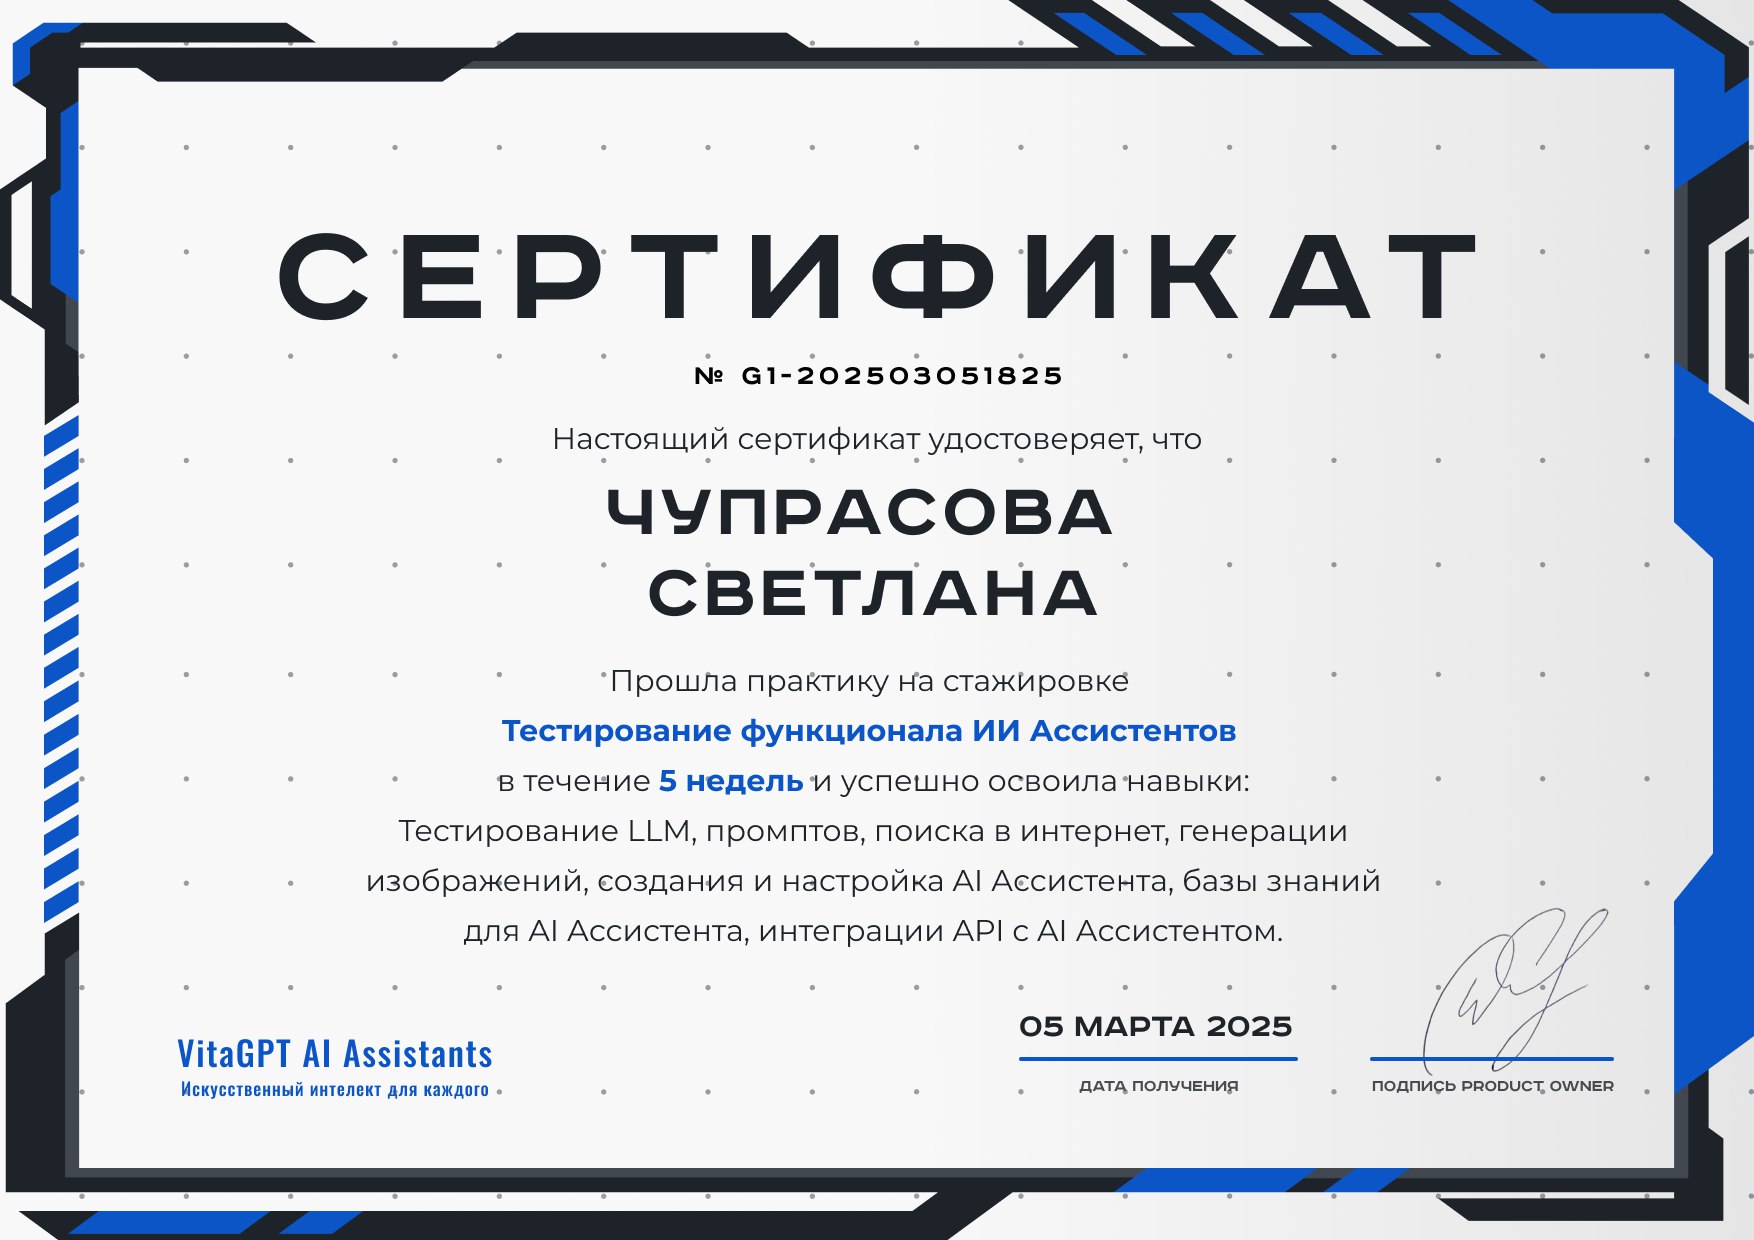 СЕРТИФИКАТ
№ G1-202503051825
Настоящий сертификат удостоверяет, что
ЧУПРАСОВА
СВЕТЛАНА
Прошла практику на стажировке
Тестирование функционала ИИ Ассистентов
в течение 5 недель и успешно освоила навыки:
Тестирование LLM, промптов, поиска в интернет, генерации
изображений, создания и настройка AI Ассистента, базы знаний
для AI Ассистента, интеграции API с AI Ассистентом.
VitaGPT AI Assistants
Искусственный интелект для каждого
05 МАРТА 2025
ДАТА ПОЛУЧЕНИЯ
ПОДПИСЬ PRODUCT OWNER